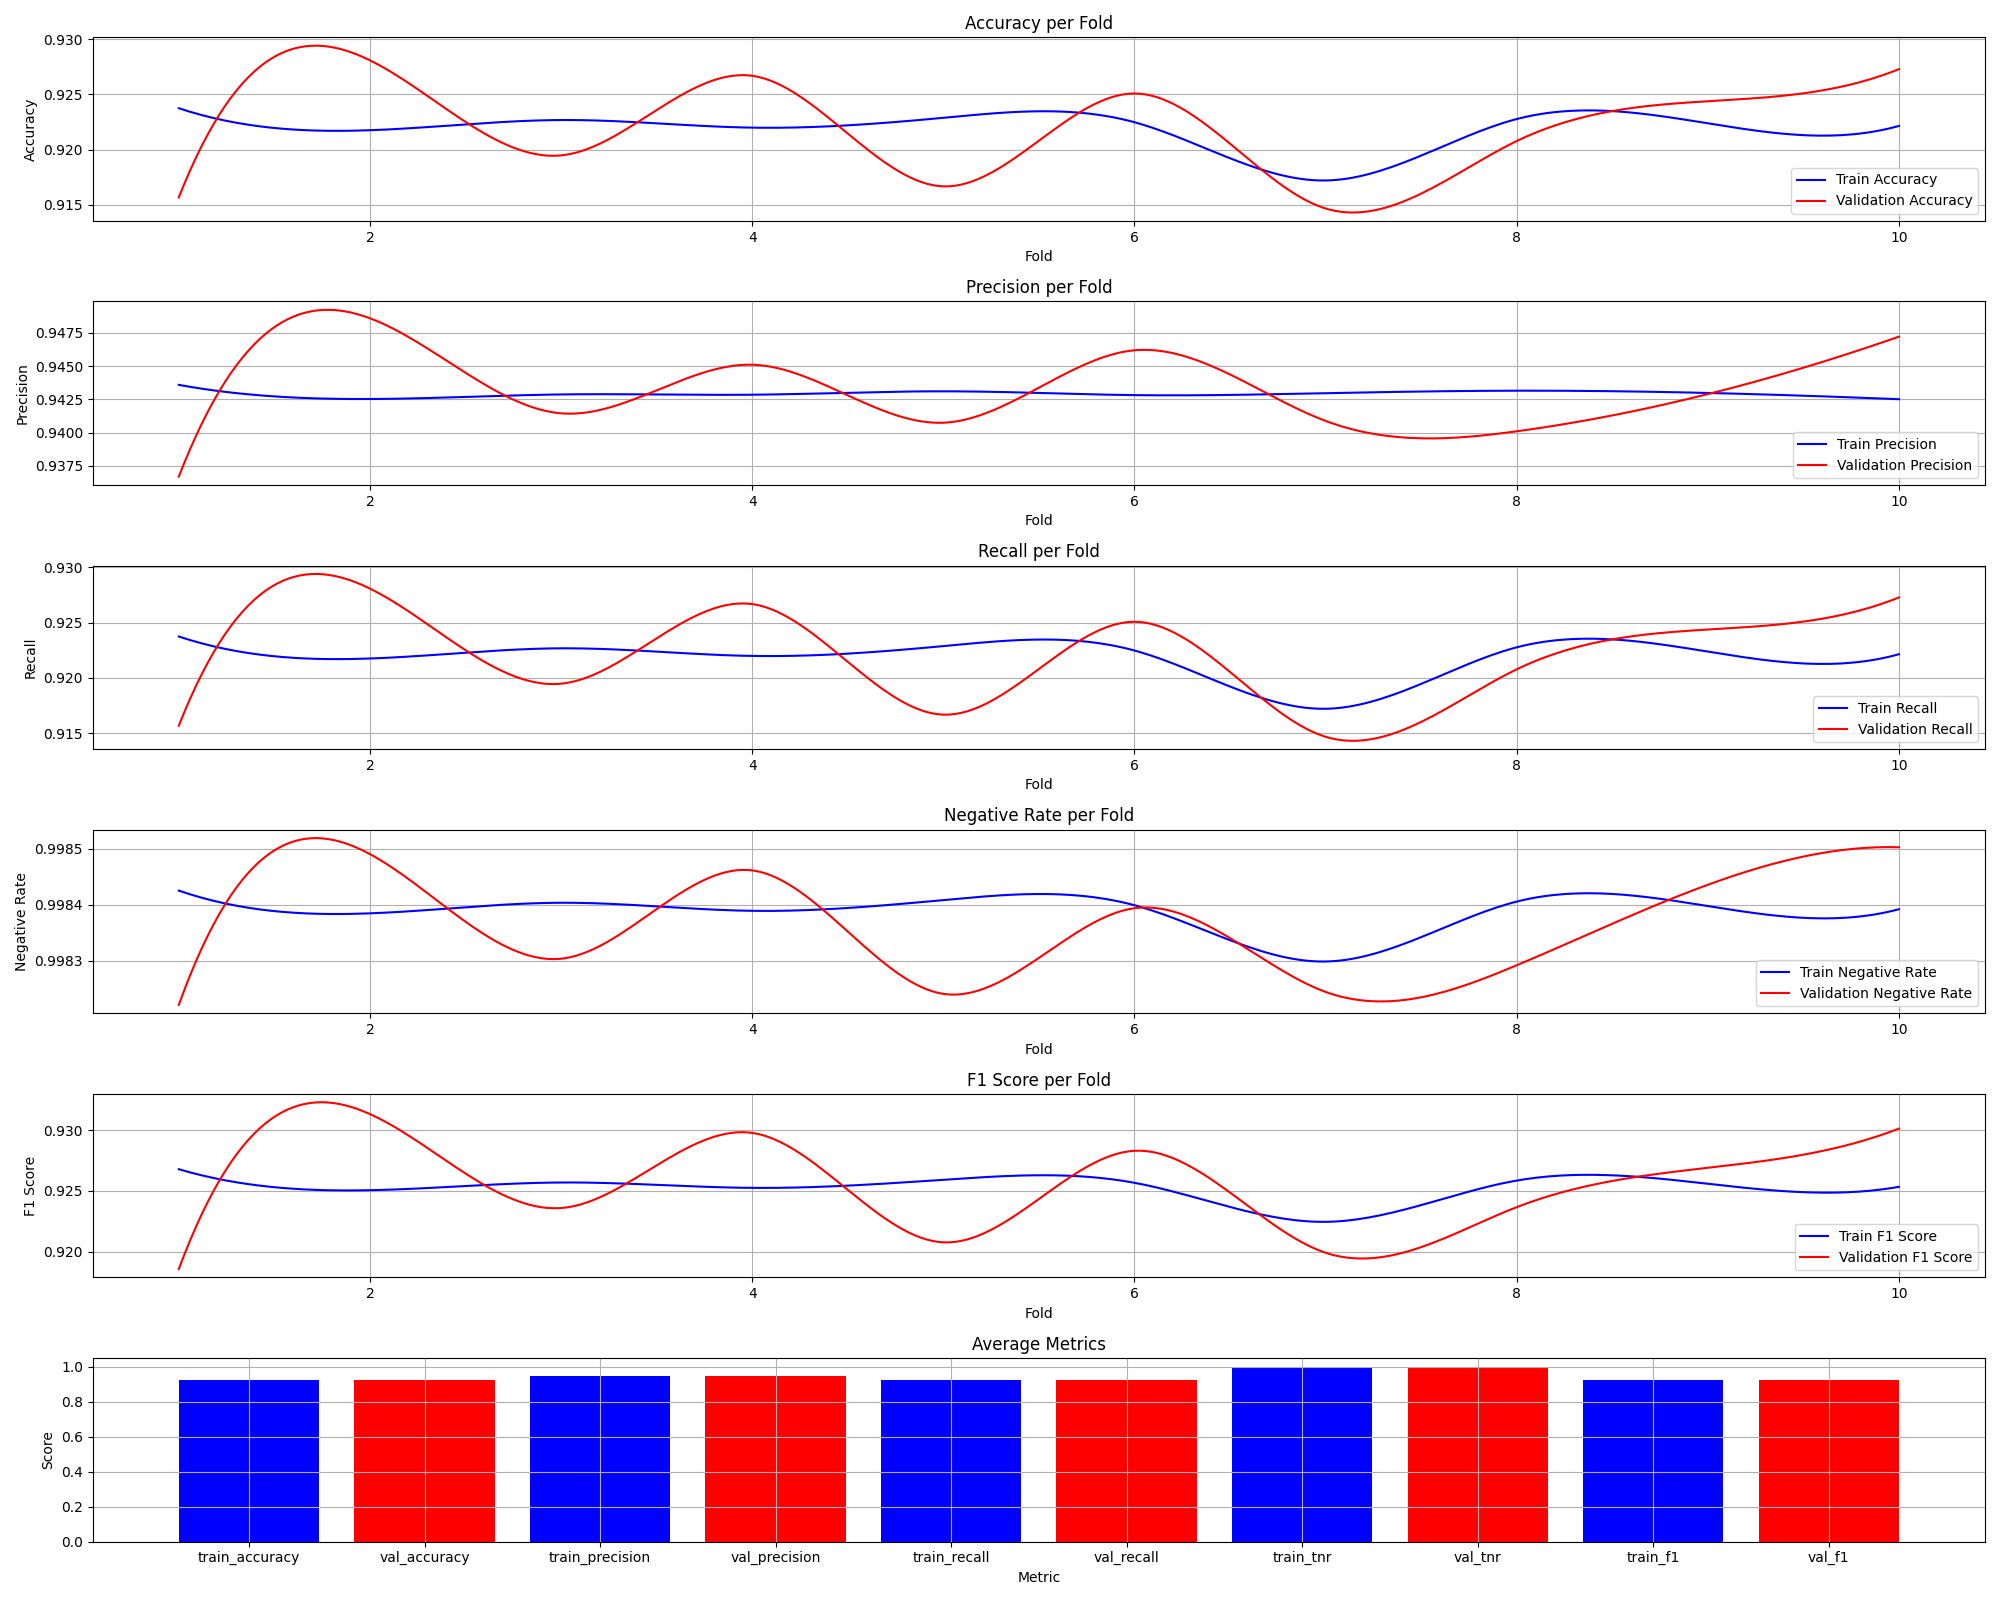 Accuracy per Fold
0.930
0.925
0.920
0.915
Accuracy
Train Accuracy
Validation Accuracy
2 4 6 8 10
Fold
Precision per Fold
0.9475
0.9450
0.9425
0.9400
0.9375
Precision
Train Precision
Validation Precision
2 4 6 8 10
Fold
Recall per Fold
0.930
0.925
0.920
0.915
Recall
Train Recall
Validation Recall
2 4 6 8 10
Fold
Negative Rate per Fold
0.9985
0.9984
0.9983
Negative Rate
Train Negative Rate
Validation Negative Rate
2 4 6 8 10
Fold
F1 Score per Fold
0.930
0.925
0.920
F1 Score
Train F1 Score
Validation F1 Score
2 4 6 8 10
Fold
Average Metrics
1.0
0.8
0.6
0.4
0.2
0.0
Score
train_accuracy val_accuracy train_precision val_precision train_recall val_recall train_tnr val_tnr train_f1 val_f1
Metric